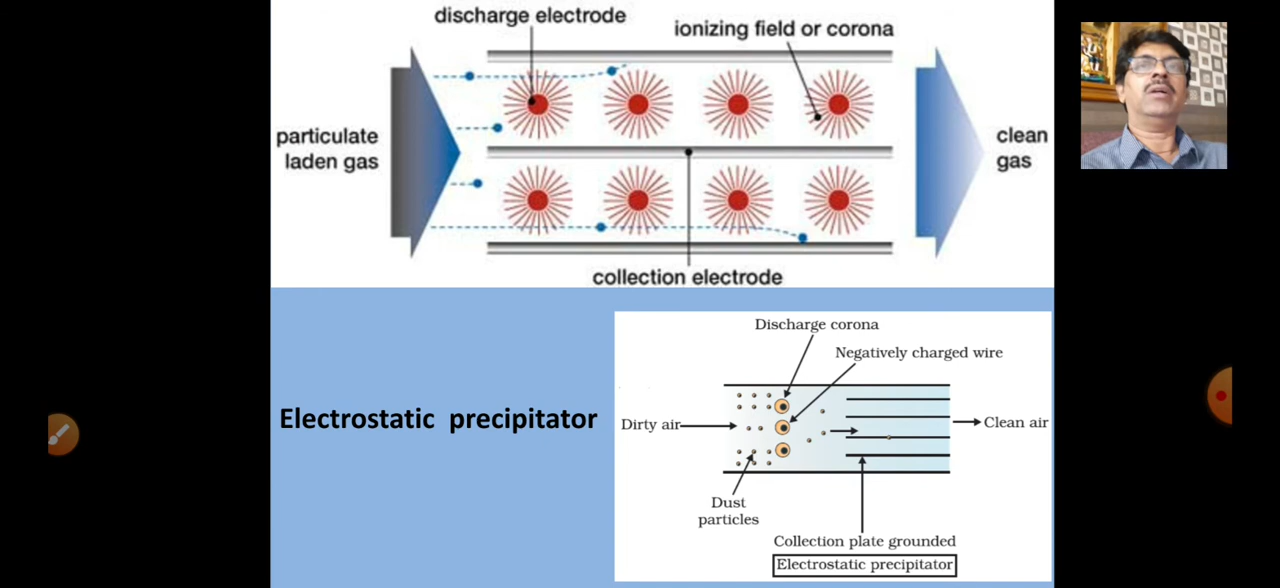 discharge electrode
ionizing field or corona
particulate
laden gas
clean
gas
collection electrode
Electrostatic precipitator
Discharge corona
Negatively charged wire
Dirty air
Clean air
Dust
particles
Collection plate grounded
Electrostatic precipitator